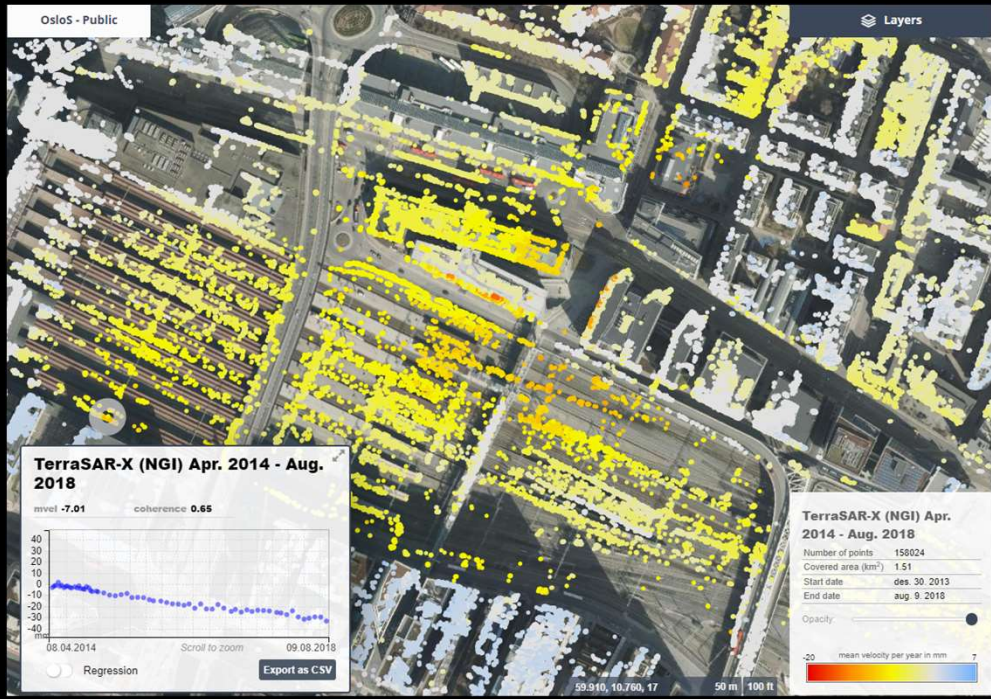 OsloS - Public
Layers
TerraSAR-X (NGI) Apr. 2014 - Aug.
2018
mvel -7.01 coherence 0.65
40
30
20
10
0
-10
-20
-30
-40
08.04.2014 Scroll to zoom 09.08.2018
Regression
Export as CSV
TerraSAR-X (NGI) Apr.
2014 - Aug. 2018
Number of points 158024
Covered area (km²) 1.51
Start date des. 30. 2013
End date aug. 9. 2018
Opacity:
-20 mean velocity per year in mm 7
59.910, 10.760, 17 50 m 100 ft